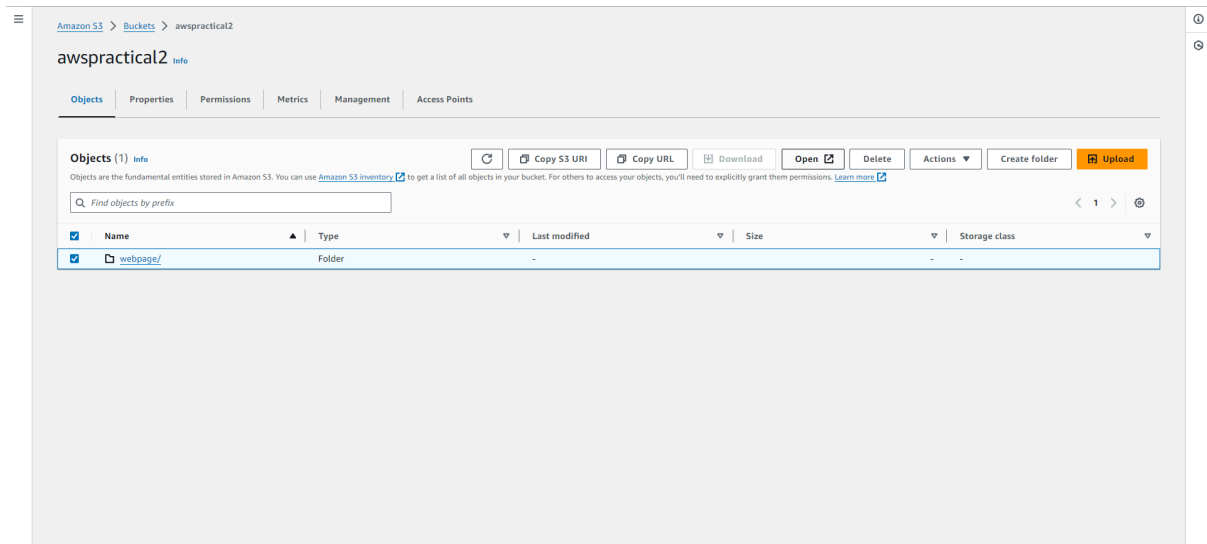 Amazon S3 > Buckets > awspractical2
awspractical2 Info
Objects Properties Permissions Metrics Management Access Points
Objects (1) Info Copy S3 URI Copy URL Download Open Delete Actions Create folder Upload
Objects are the fundamental entities stored in Amazon S3. You can use Amazon S3 inventory to get a list of all objects in your bucket. For others to access your objects, you'll need to explicitly grant them permissions. Learn more
Find objects by prefix < 1 >
Name Type Last modified Size Storage class
webpage/ Folder - - -